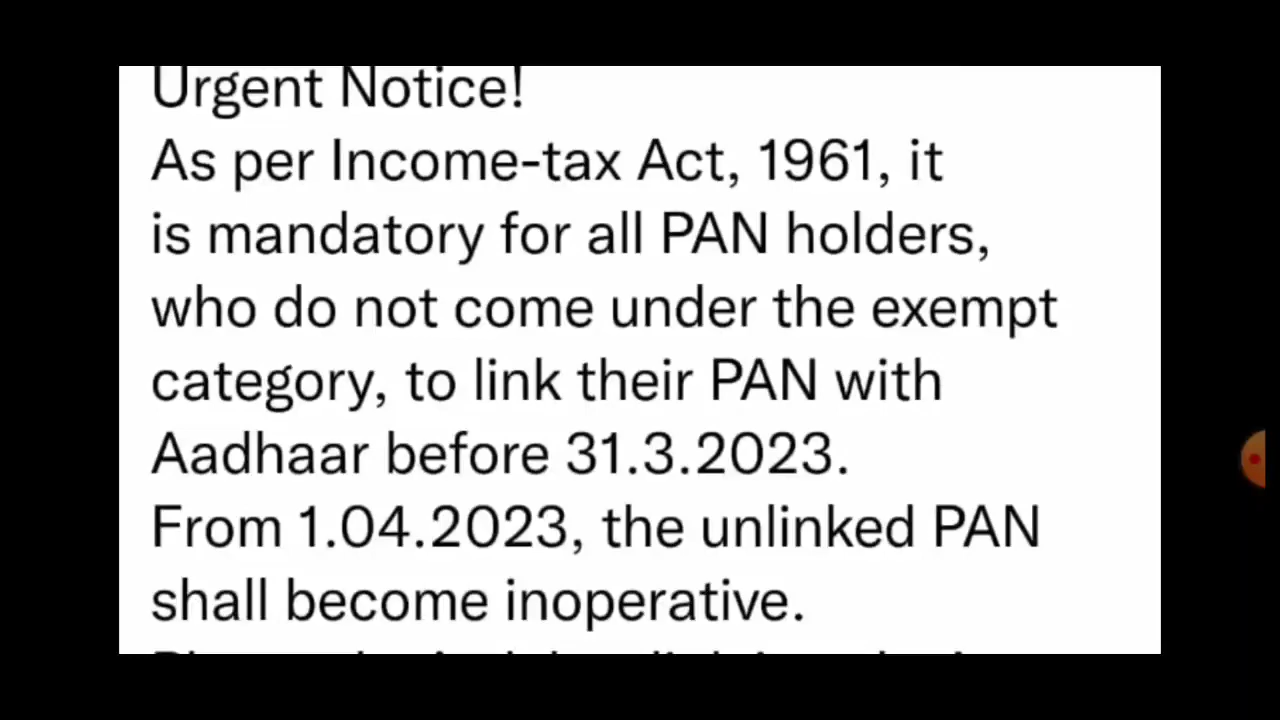 Urgent Notice!
As per Income-tax Act, 1961, it
is mandatory for all PAN holders,
who do not come under the exempt
category, to link their PAN with
Aadhaar before 31.3.2023.
From 1.04.2023, the unlinked PAN
shall become inoperative.